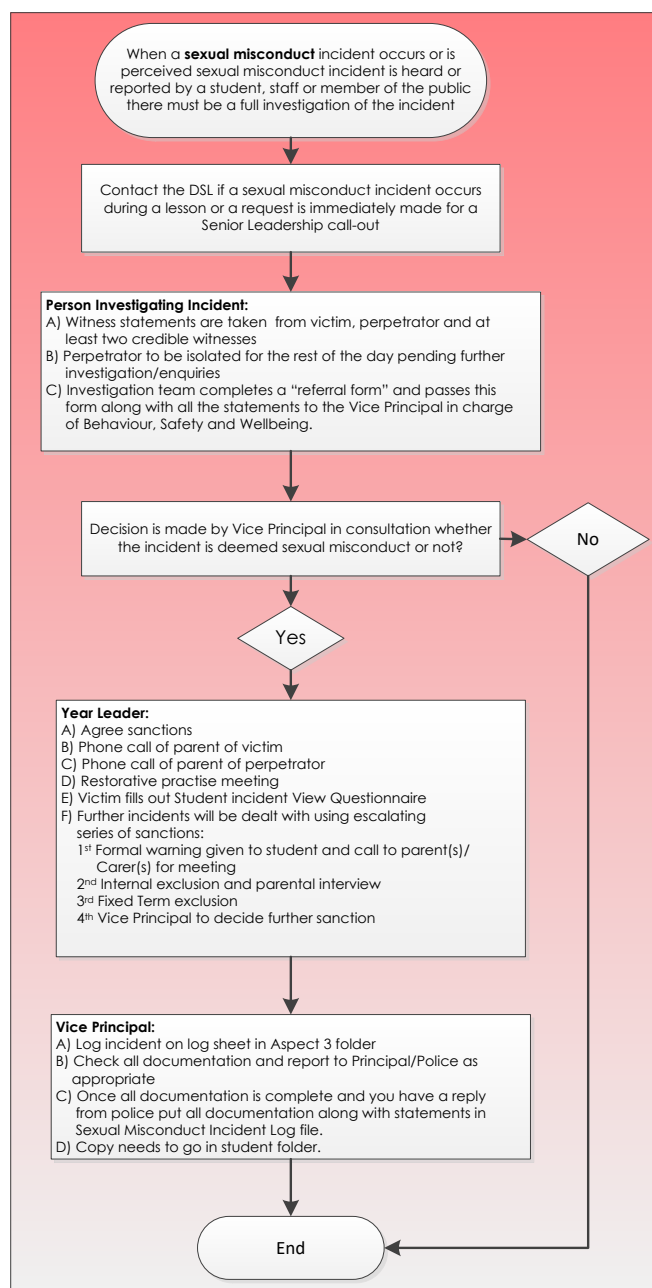 When a sexual misconduct incident occurs or is
perceived sexual misconduct incident is heard or
reported by a student, staff or member of the public
there must be a full investigation of the incident
Contact the DSL if a sexual misconduct incident occurs
during a lesson or a request is immediately made for a
Senior Leadership call-out
Person Investigating Incident:
A) Witness statements are taken from victim, perpetrator and at
least two credible witnesses
B) Perpetrator to be isolated for the rest of the day pending further
investigation/enquiries
C) Investigation team completes a “referral form” and passes this
form along with all the statements to the Vice Principal in charge
of Behaviour, Safety and Wellbeing.
Decision is made by Vice Principal in consultation whether
the incident is deemed sexual misconduct or not?
No
Yes
Year Leader:
A) Agree sanctions
B) Phone call of parent of victim
C) Phone call of parent of perpetrator
D) Restorative practise meeting
E) Victim fills out Student incident View Questionnaire
F) Further incidents will be dealt with using escalating
series of sanctions:
1st Formal warning given to student and call to parent(s)/
Carer(s) for meeting
2nd Internal exclusion and parental interview
3rd Fixed Term exclusion
4th Vice Principal to decide further sanction
Vice Principal:
A) Log incident on log sheet in Aspect 3 folder
B) Check all documentation and report to Principal/Police as
appropriate
C) Once all documentation is complete and you have a reply
from police put all documentation along with statements in
Sexual Misconduct Incident Log file.
D) Copy needs to go in student folder.
End